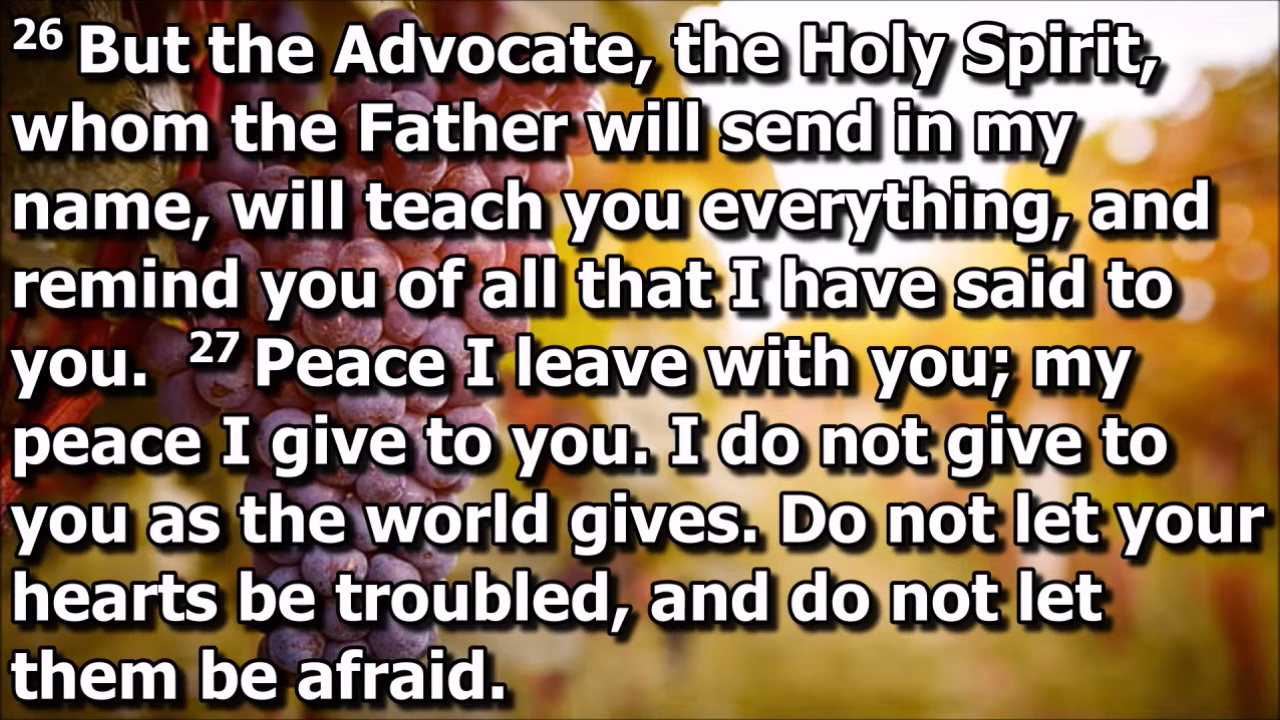 26 But the Advocate, the Holy Spirit,
whom the Father will send in my
name, will teach you everything, and
remind you of all that I have said to
you. 27 Peace I leave with you; my
peace I give to you. I do not give to
you as the world gives. Do not let your
hearts be troubled, and do not let
them be afraid.